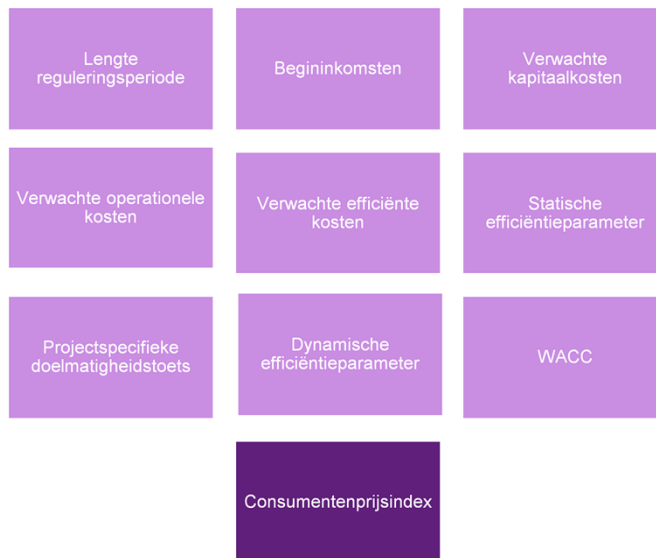 Lengte
reguleringsperiode
Begininkomsten
Verwachte
kapitaalkosten
Verwachte operationele
kosten
Verwachte efficiënte
kosten
Statische
efficiëntieparameter
Projectspecifieke
doelmatigheidstoets
Dynamische
efficiëntieparameter
WACC
Consumentenprijsindex